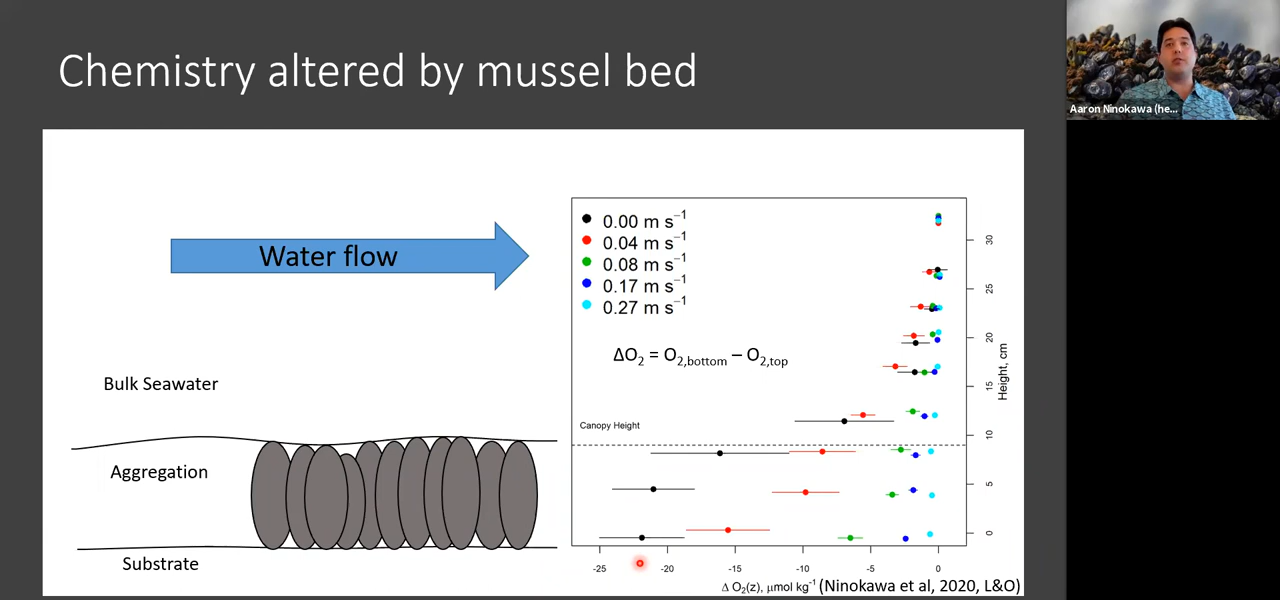 Chemistry altered by mussel bed
Aaron Ninokawa (he...
Water flow
Bulk Seawater
Aggregation
Substrate
0.00 m s⁻¹
0.04 m s⁻¹
0.08 m s⁻¹
0.17 m s⁻¹
0.27 m s⁻¹
ΔO₂ = O₂,bottom – O₂,top
Canopy Height
30
25
20
15
10
5
0
Height, cm
-25 -20 -15 -10 -5 0
Δ O₂(z), μmol kg⁻¹ (Ninokawa et al, 2020, L&O)